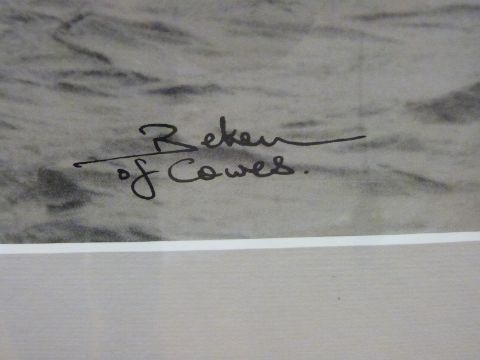 Beken
of Cowes.